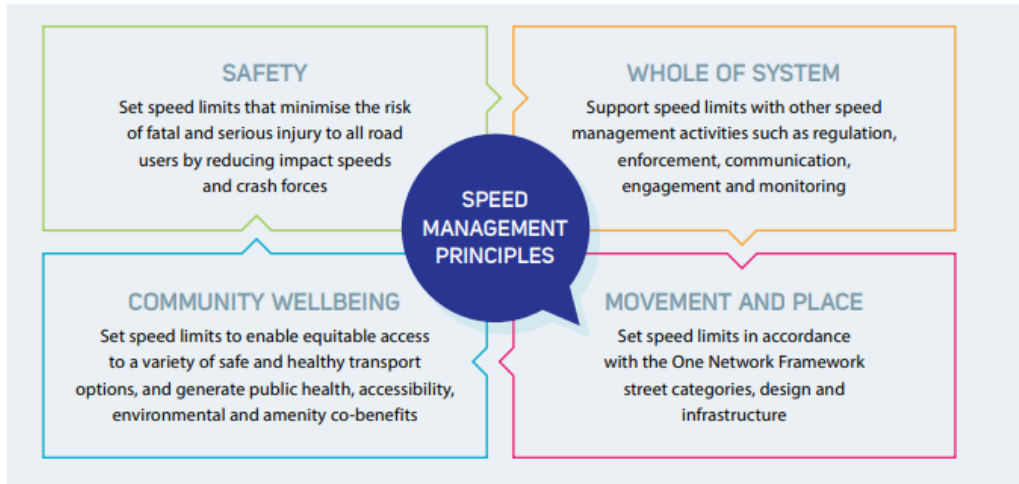 SAFETY
Set speed limits that minimise the risk
of fatal and serious injury to all road
users by reducing impact speeds
and crash forces
WHOLE OF SYSTEM
Support speed limits with other speed
management activities such as regulation,
enforcement, communication,
engagement and monitoring
SPEED
MANAGEMENT
PRINCIPLES
COMMUNITY WELLBEING
Set speed limits to enable equitable access
to a variety of safe and healthy transport
options, and generate public health, accessibility,
environmental and amenity co-benefits
MOVEMENT AND PLACE
Set speed limits in accordance
with the One Network Framework
street categories, design and
infrastructure